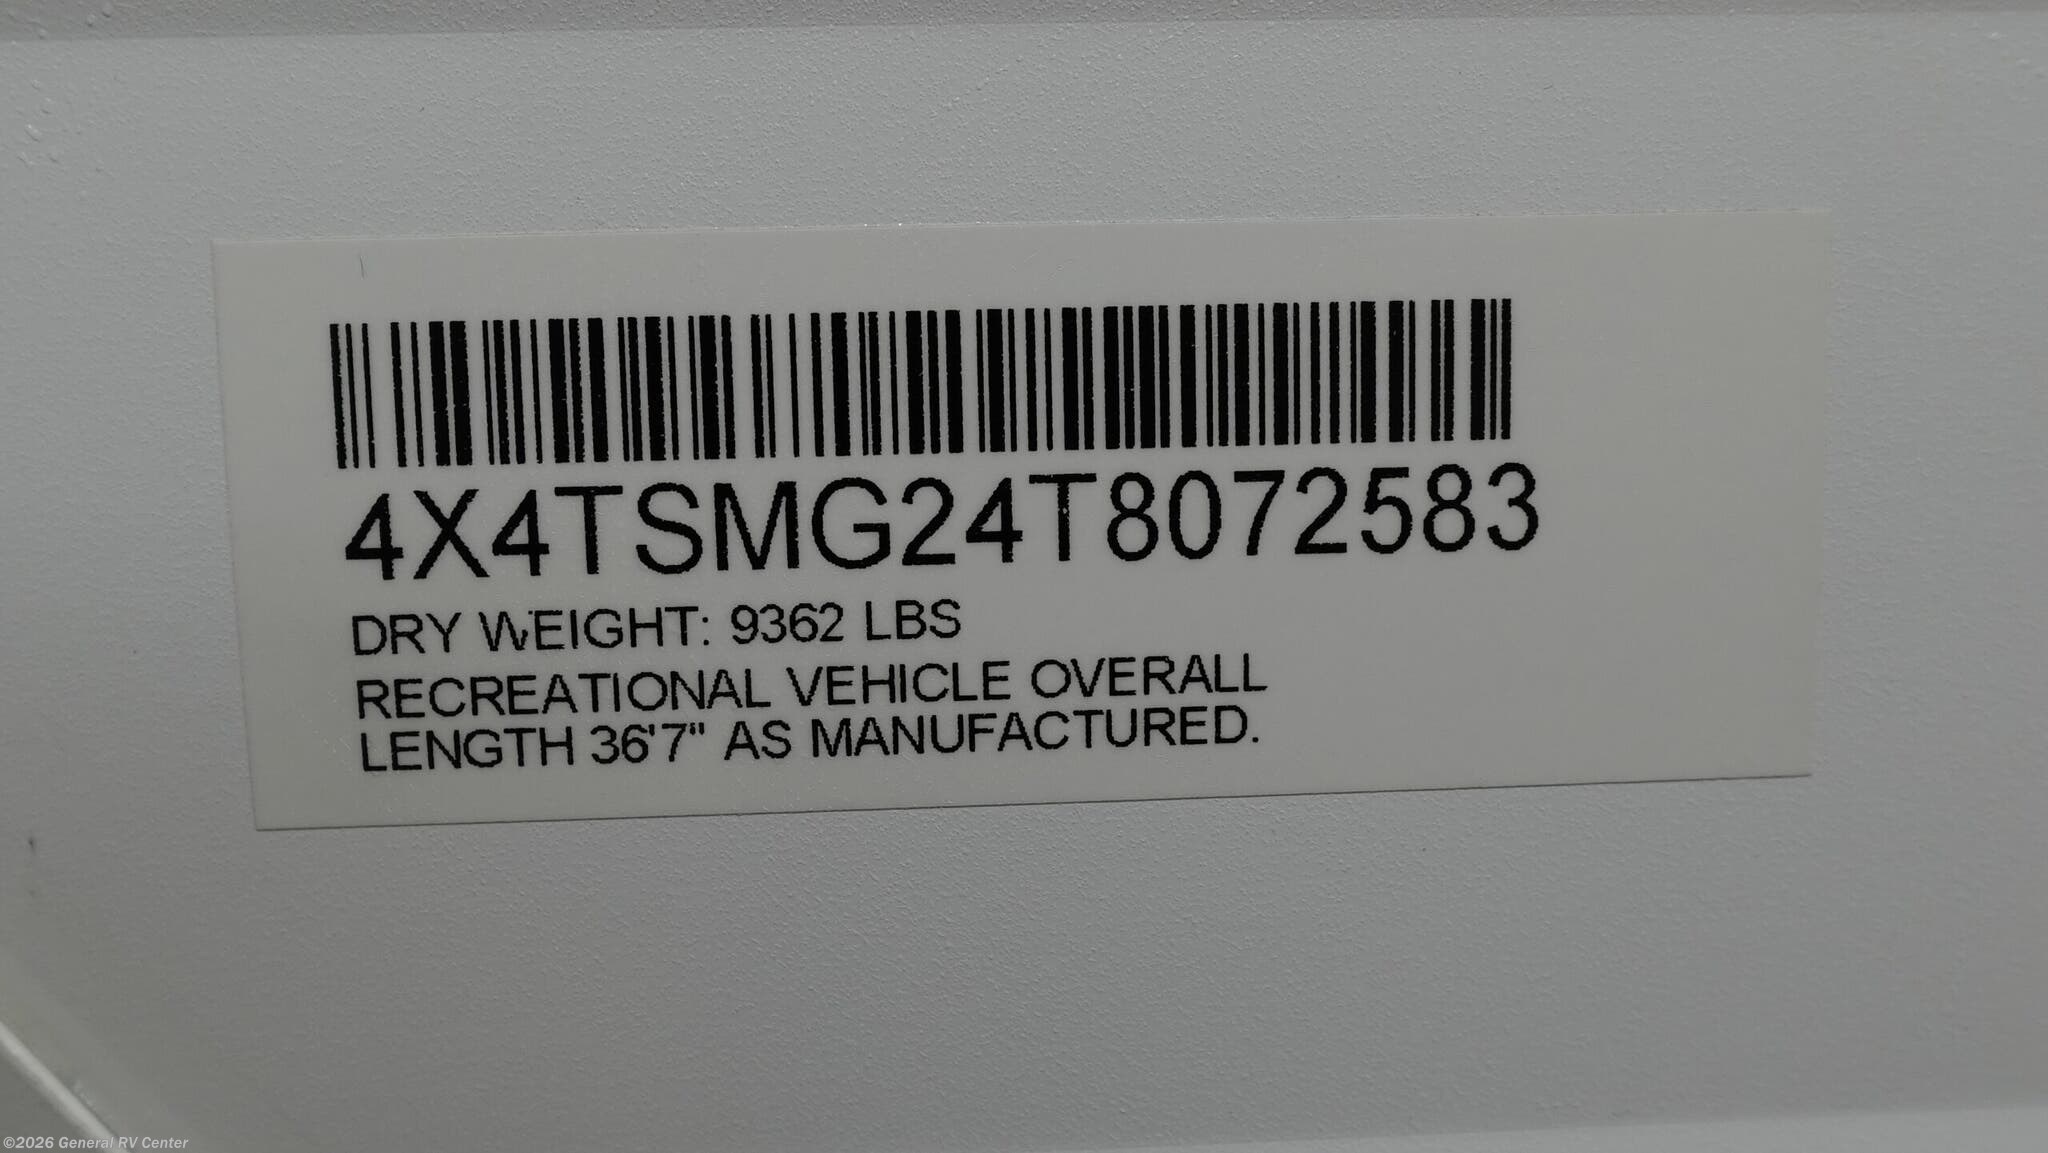 4X4TSMG24T8072583
DRY WEIGHT: 9362 LBS
RECREATIONAL VEHICLE OVERALL
LENGTH 36'7" AS MANUFACTURED.
©2026 General RV Center